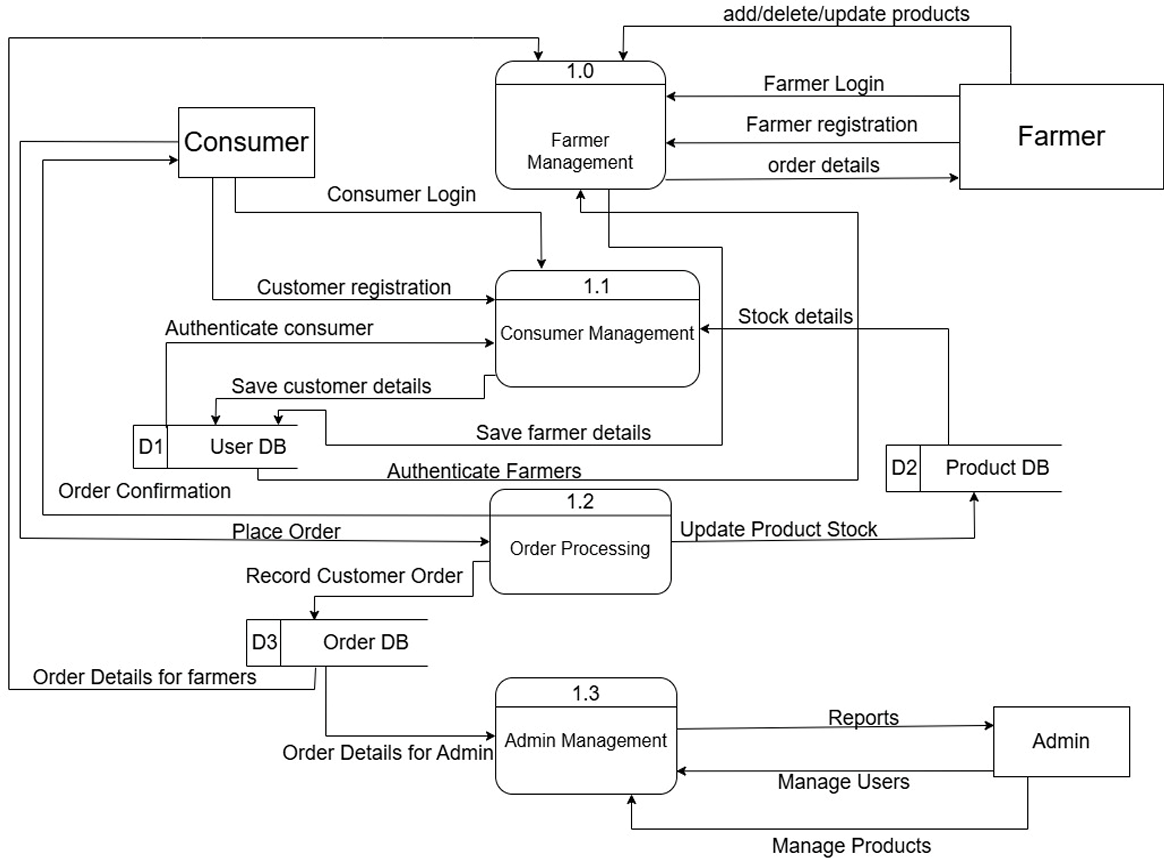 add/delete/update products
1.0
Farmer Login
Farmer registration
Farmer
Management
Farmer
order details
Consumer
Consumer Login
1.1
Customer registration
Consumer Management
Stock details
Authenticate consumer
Save customer details
Save farmer details
D1
User DB
D2
Product DB
Authenticate Farmers
Order Confirmation
1.2
Place Order
Update Product Stock
Order Processing
Record Customer Order
D3
Order DB
Order Details for farmers
1.3
Reports
Admin Management
Admin
Order Details for Admin
Manage Users
Manage Products